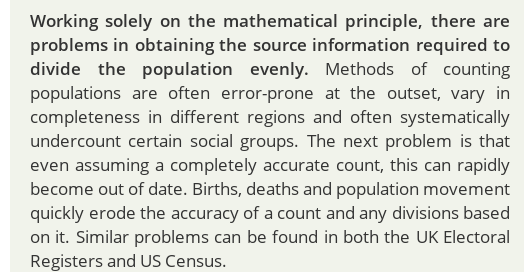 Working solely on the mathematical principle, there are
problems in obtaining the source information required to
divide the population evenly. Methods of counting
populations are often error-prone at the outset, vary in
completeness in different regions and often systematically
undercount certain social groups. The next problem is that
even assuming a completely accurate count, this can rapidly
become out of date. Births, deaths and population movement
quickly erode the accuracy of a count and any divisions based
on it. Similar problems can be found in both the UK Electoral
Registers and US Census.